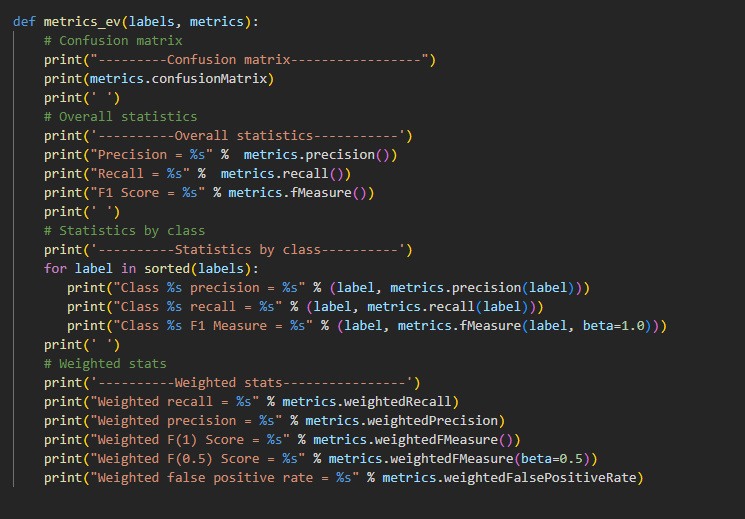 def metrics_ev(labels, metrics):
    # Confusion matrix
    print("---------Confusion matrix-----------------")
    print(metrics.confusionMatrix)
    print(' ')
    # Overall statistics
    print('----------Overall statistics-----------')
    print("Precision = %s" %  metrics.precision())
    print("Recall = %s" %  metrics.recall())
    print("F1 Score = %s" % metrics.fMeasure())
    print(' ')
    # Statistics by class
    print('----------Statistics by class----------')
    for label in sorted(labels):
       print("Class %s precision = %s" % (label, metrics.precision(label)))
       print("Class %s recall = %s" % (label, metrics.recall(label)))
       print("Class %s F1 Measure = %s" % (label, metrics.fMeasure(label, beta=1.0)))
    print(' ')
    # Weighted stats
    print('----------Weighted stats----------------')
    print("Weighted recall = %s" % metrics.weightedRecall)
    print("Weighted precision = %s" % metrics.weightedPrecision)
    print("Weighted F(1) Score = %s" % metrics.weightedFMeasure())
    print("Weighted F(0.5) Score = %s" % metrics.weightedFMeasure(beta=0.5))
    print("Weighted false positive rate = %s" % metrics.weightedFalsePositiveRate)